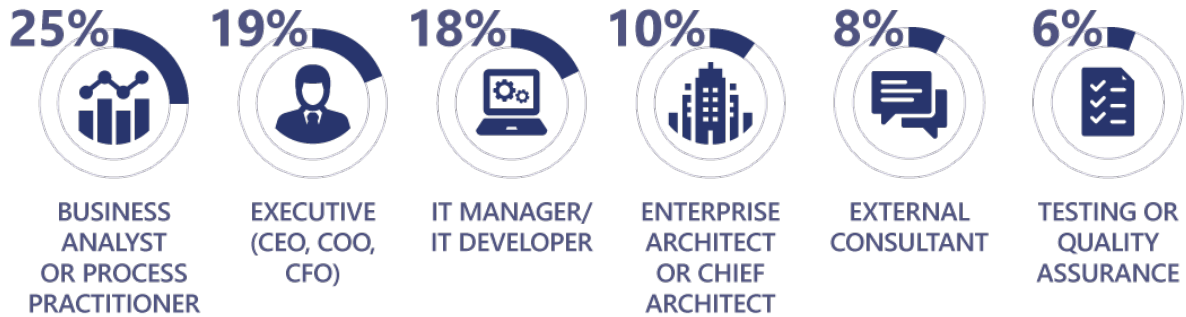 25%
BUSINESS
ANALYST
OR PROCESS
PRACTITIONER
19%
EXECUTIVE
(CEO, COO,
CFO)
18%
IT MANAGER/
IT DEVELOPER
10%
ENTERPRISE
ARCHITECT
OR CHIEF
ARCHITECT
8%
EXTERNAL
CONSULTANT
6%
TESTING OR
QUALITY
ASSURANCE